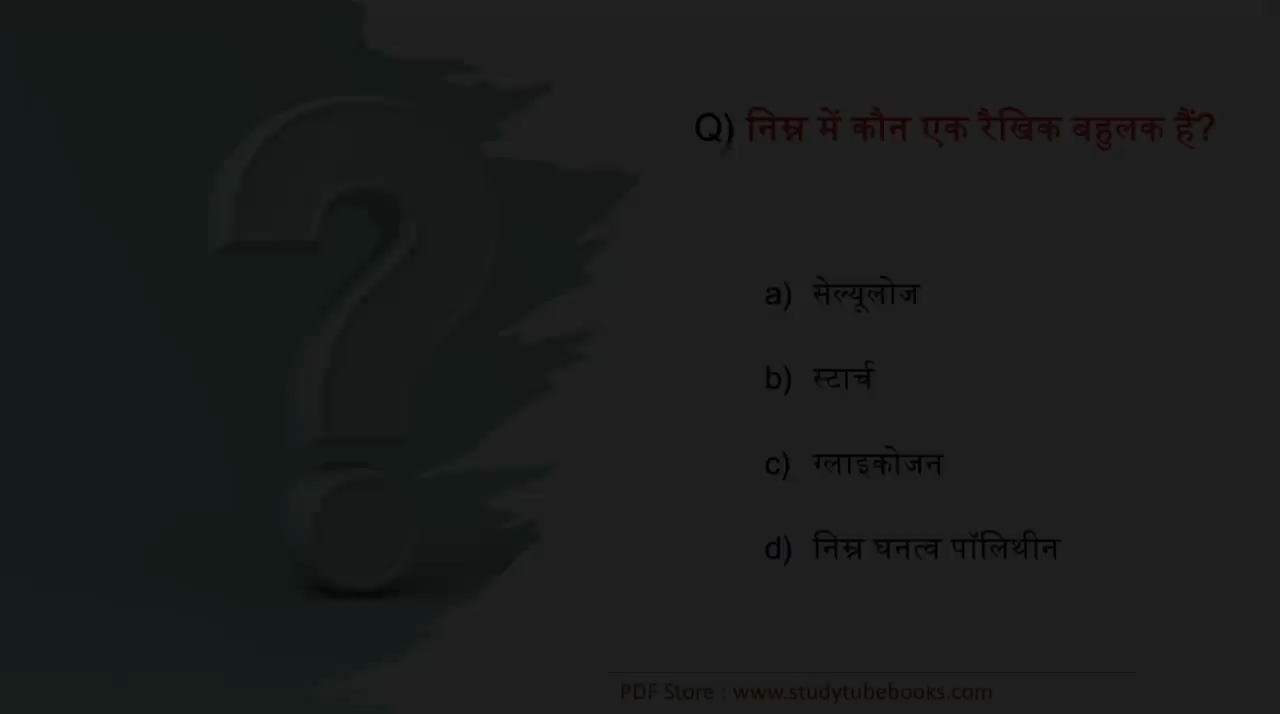 Q) निम्न में कौन एक रैखिक बहुलक हैं?
a) सेल्यूलोज
b) स्टार्च
c) ग्लाइकोजन
d) निम्न घनत्व पॉलिथीन
PDF Store : www.studytubebooks.com